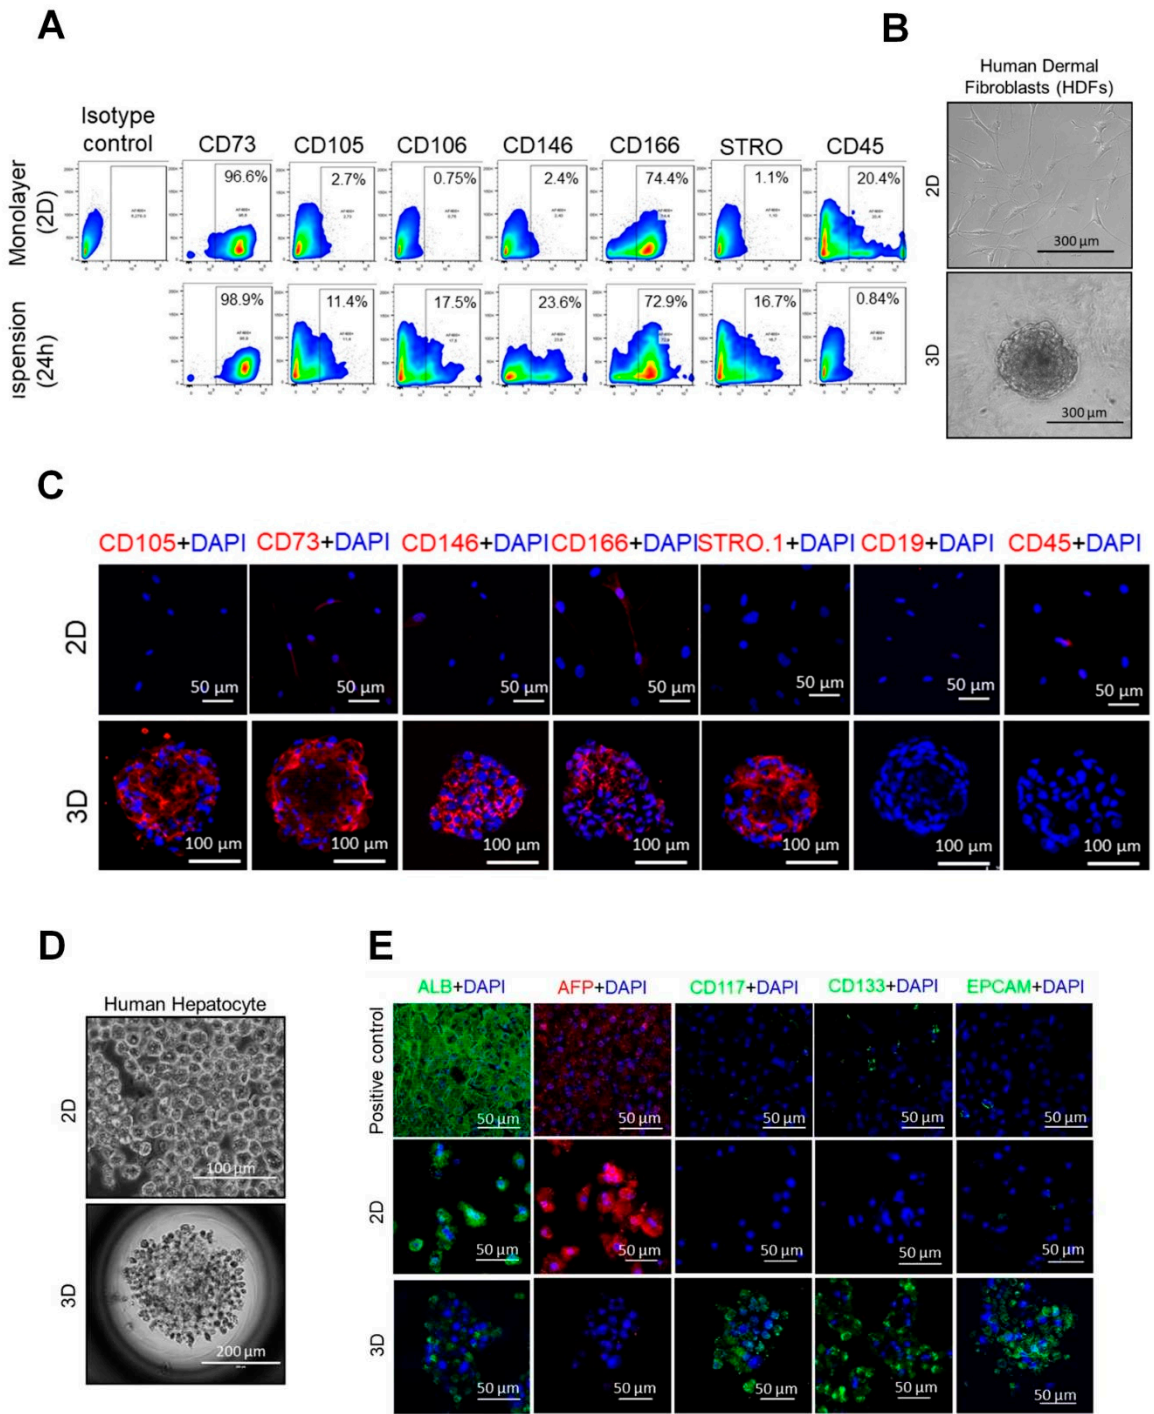 A
B
Isotype
control
CD73
CD105
CD106
CD146
CD166
STRO
CD45
Human Dermal
Fibroblasts (HDFs)
Monolayer
(2D)
96.6%
2.7%
0.75%
2.4%
74.4%
1.1%
20.4%
2D
300 µm
Ispension
(24h)
98.9%
11.4%
17.5%
23.6%
72.9%
16.7%
0.84%
3D
300 µm
C
CD105+DAPI
CD73+DAPI
CD146+DAPI
CD166+DAPI
STRO.1+DAPI
CD19+DAPI
CD45+DAPI
2D
50 µm
50 µm
50 µm
50 µm
50 µm
50 µm
50 µm
3D
100 µm
100 µm
100 µm
100 µm
100 µm
100 µm
100 µm
D
Human Hepatocyte
2D
100 µm
3D
200 µm
E
ALB+DAPI
AFP+DAPI
CD117+DAPI
CD133+DAPI
EPCAM+DAPI
Positive control
50 µm
50 µm
50 µm
50 µm
50 µm
2D
50 µm
50 µm
50 µm
50 µm
50 µm
3D
50 µm
50 µm
50 µm
50 µm
50 µm